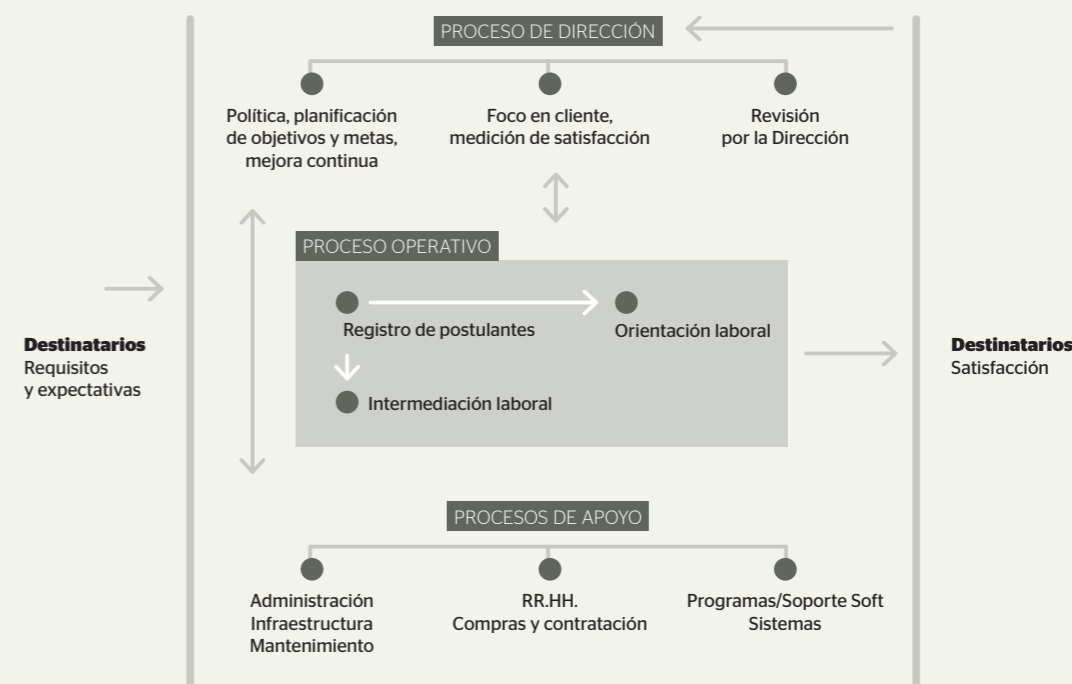 PROCESO DE DIRECCIÓN
Política, planificación
de objetivos y metas,
mejora continua
Foco en cliente,
medición de satisfacción
Revisión
por la Dirección
PROCESO OPERATIVO
Registro de postulantes
Orientación laboral
Intermediación laboral
Destinatarios
Requisitos
y expectativas
Destinatarios
Satisfacción
PROCESOS DE APOYO
Administración
Infraestructura
Mantenimiento
RR.HH.
Compras y contratación
Programas/Soporte Soft
Sistemas